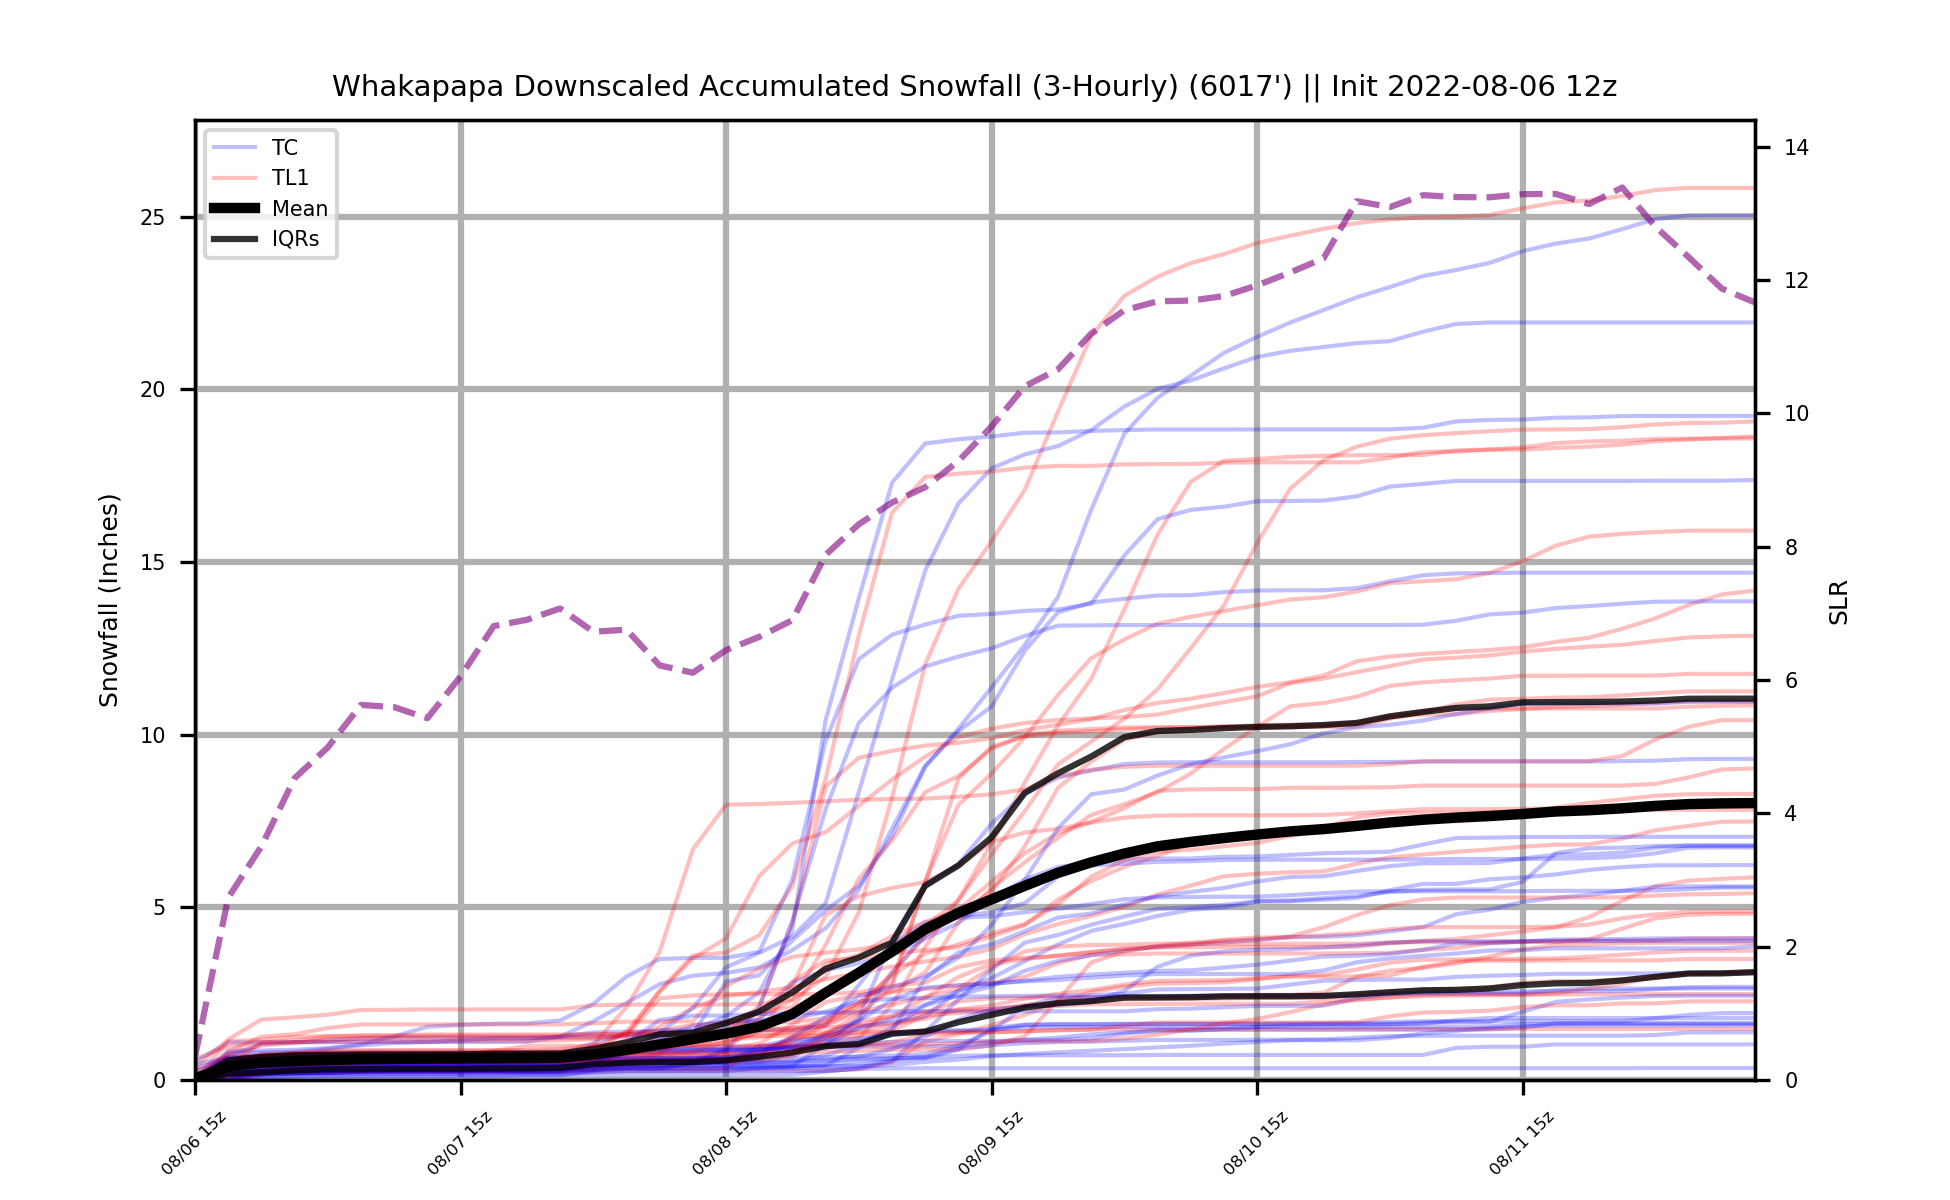 Whakapapa Downscaled Accumulated Snowfall (3-Hourly) (6017') || Init 2022-08-06 12z
TC
TL1
Mean
IQRs
Snowfall (Inches)
25
20
15
10
5
0
14
12
10
8
6
4
2
0
SLR
08/06 15z
08/07 15z
08/08 15z
08/09 15z
08/10 15z
08/11 15z